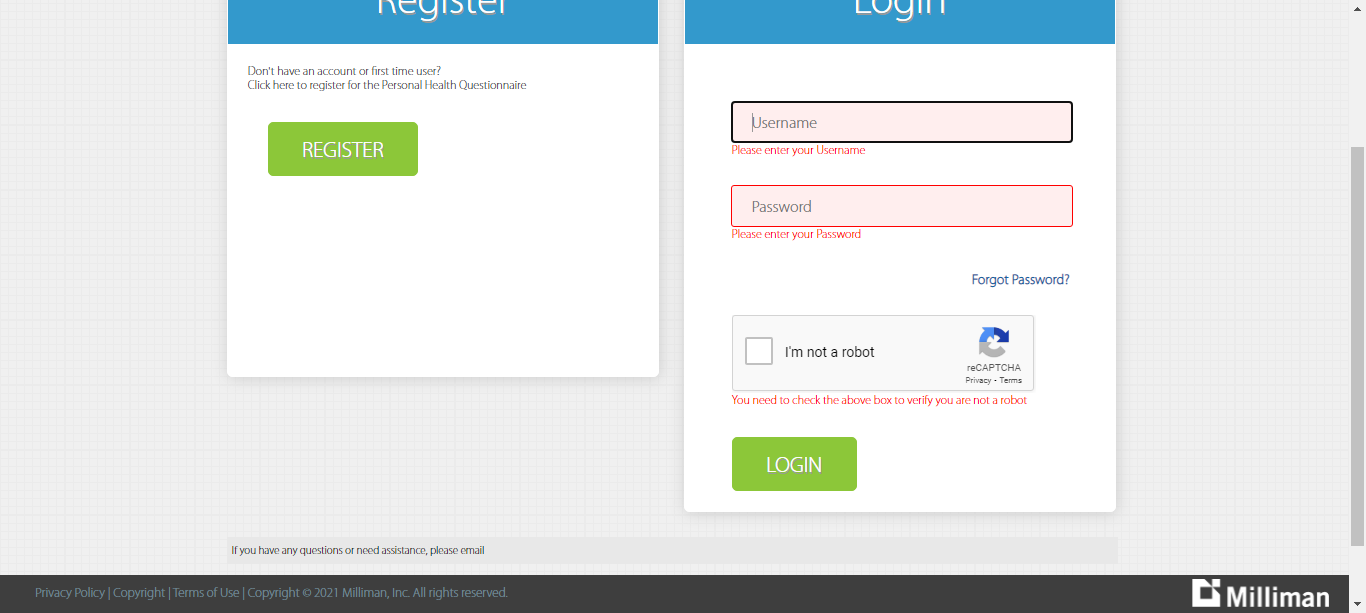 Register
Don't have an account or first time user?
Click here to register for the Personal Health Questionnaire
REGISTER
Login
Username
Please enter your Username
Password
Please enter your Password
Forgot Password?
I'm not a robot
reCAPTCHA
Privacy - Terms
You need to check the above box to verify you are not a robot
LOGIN
If you have any questions or need assistance, please email
Privacy Policy | Copyright | Terms of Use | Copyright © 2021 Milliman, Inc. All rights reserved.
Milliman